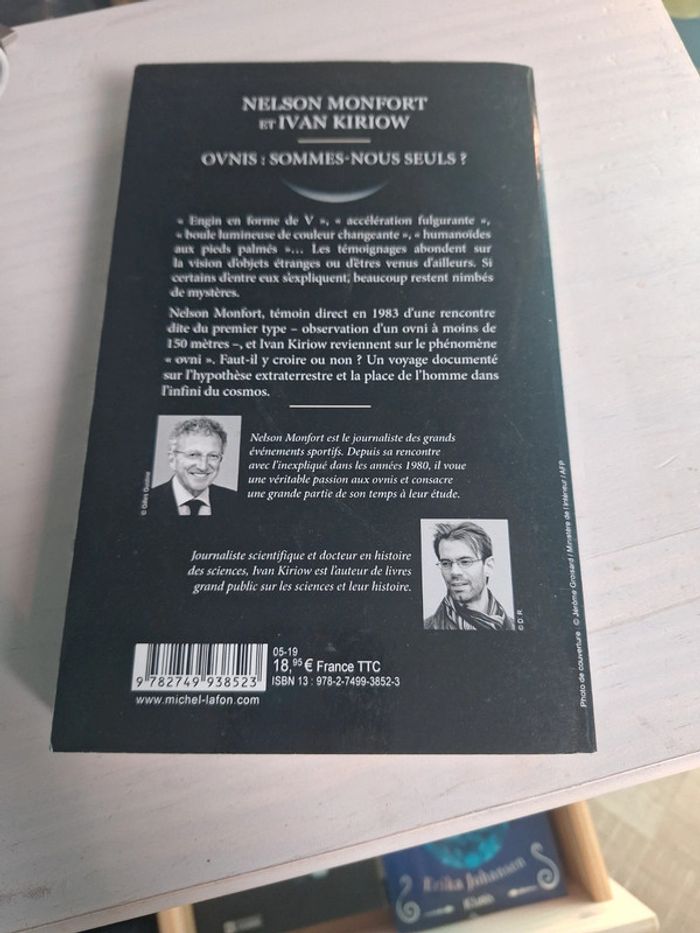 NELSON MONFORT
ET IVAN KIRIOW
OVNIS : SOMMES-NOUS SEULS ?
« Engin en forme de V », « accélération fulgurante »,
« boule lumineuse de couleur changeante », « humanoïdes
aux pieds palmés »... Les témoignages abondent sur
la vision d'objets étranges ou d'êtres venus d'ailleurs. Si
certains d'entre eux s'expliquent, beaucoup restent nimbés
de mystères.
Nelson Monfort, témoin direct en 1983 d'une rencontre
dite du premier type – observation d'un ovni à moins de
150 mètres –, et Ivan Kiriow reviennent sur le phénomène
« ovni ». Faut-il y croire ou non ? Un voyage documenté
sur l'hypothèse extraterrestre et la place de l'homme dans
l'infini du cosmos.
Nelson Monfort est le journaliste des grands
événements sportifs. Depuis sa rencontre
avec l'inexpliqué dans les années 1980, il voue
une véritable passion aux ovnis et consacre
une grande partie de son temps à leur étude.
© Gilles Gustine
Journaliste scientifique et docteur en histoire
des sciences, Ivan Kiriow est l'auteur de livres
grand public sur les sciences et leur histoire.
© D. R.
05-19
18,95 € France TTC
ISBN 13 : 978-2-7499-3852-3
9 782749 938523
www.michel-lafon.com
Photo de couverture : © Jérôme Groisard / Ministère de l'Intérieur / AFP
Erika Johansen